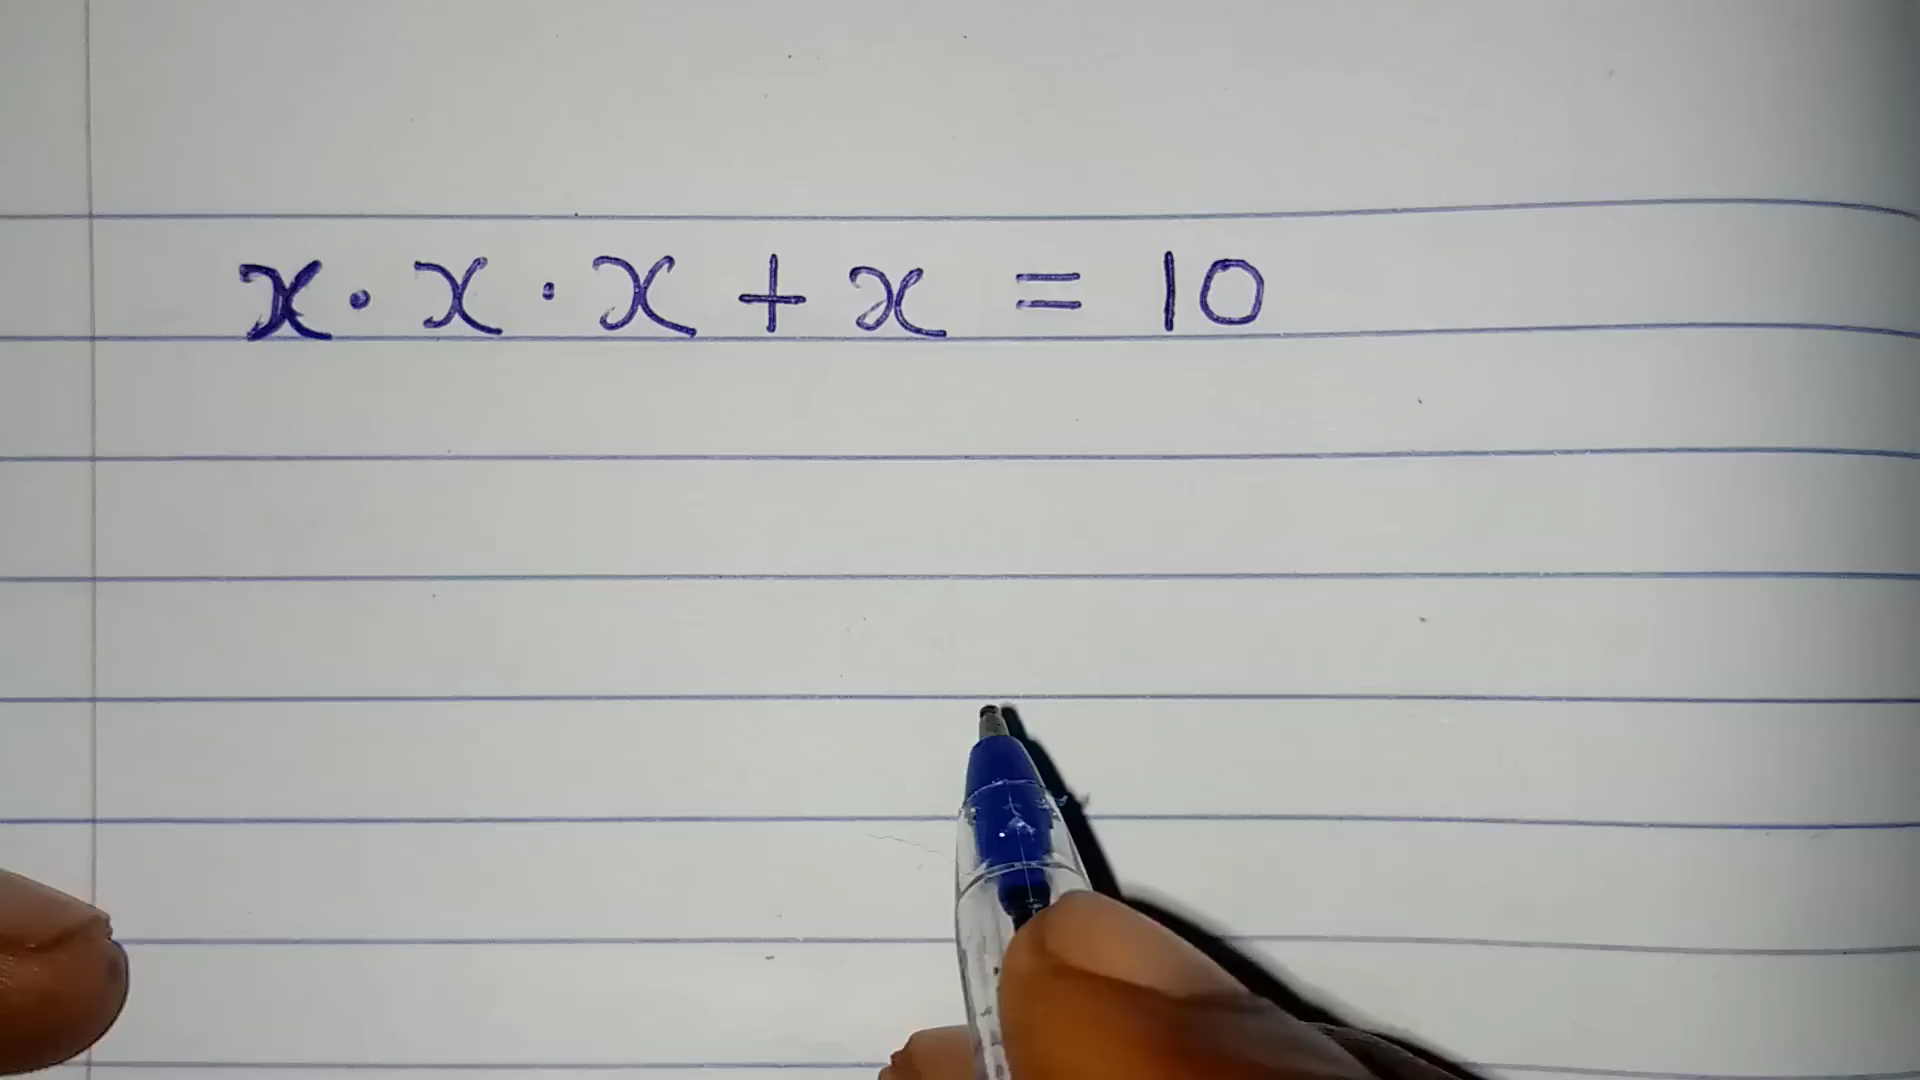 x · x · x + x = 10